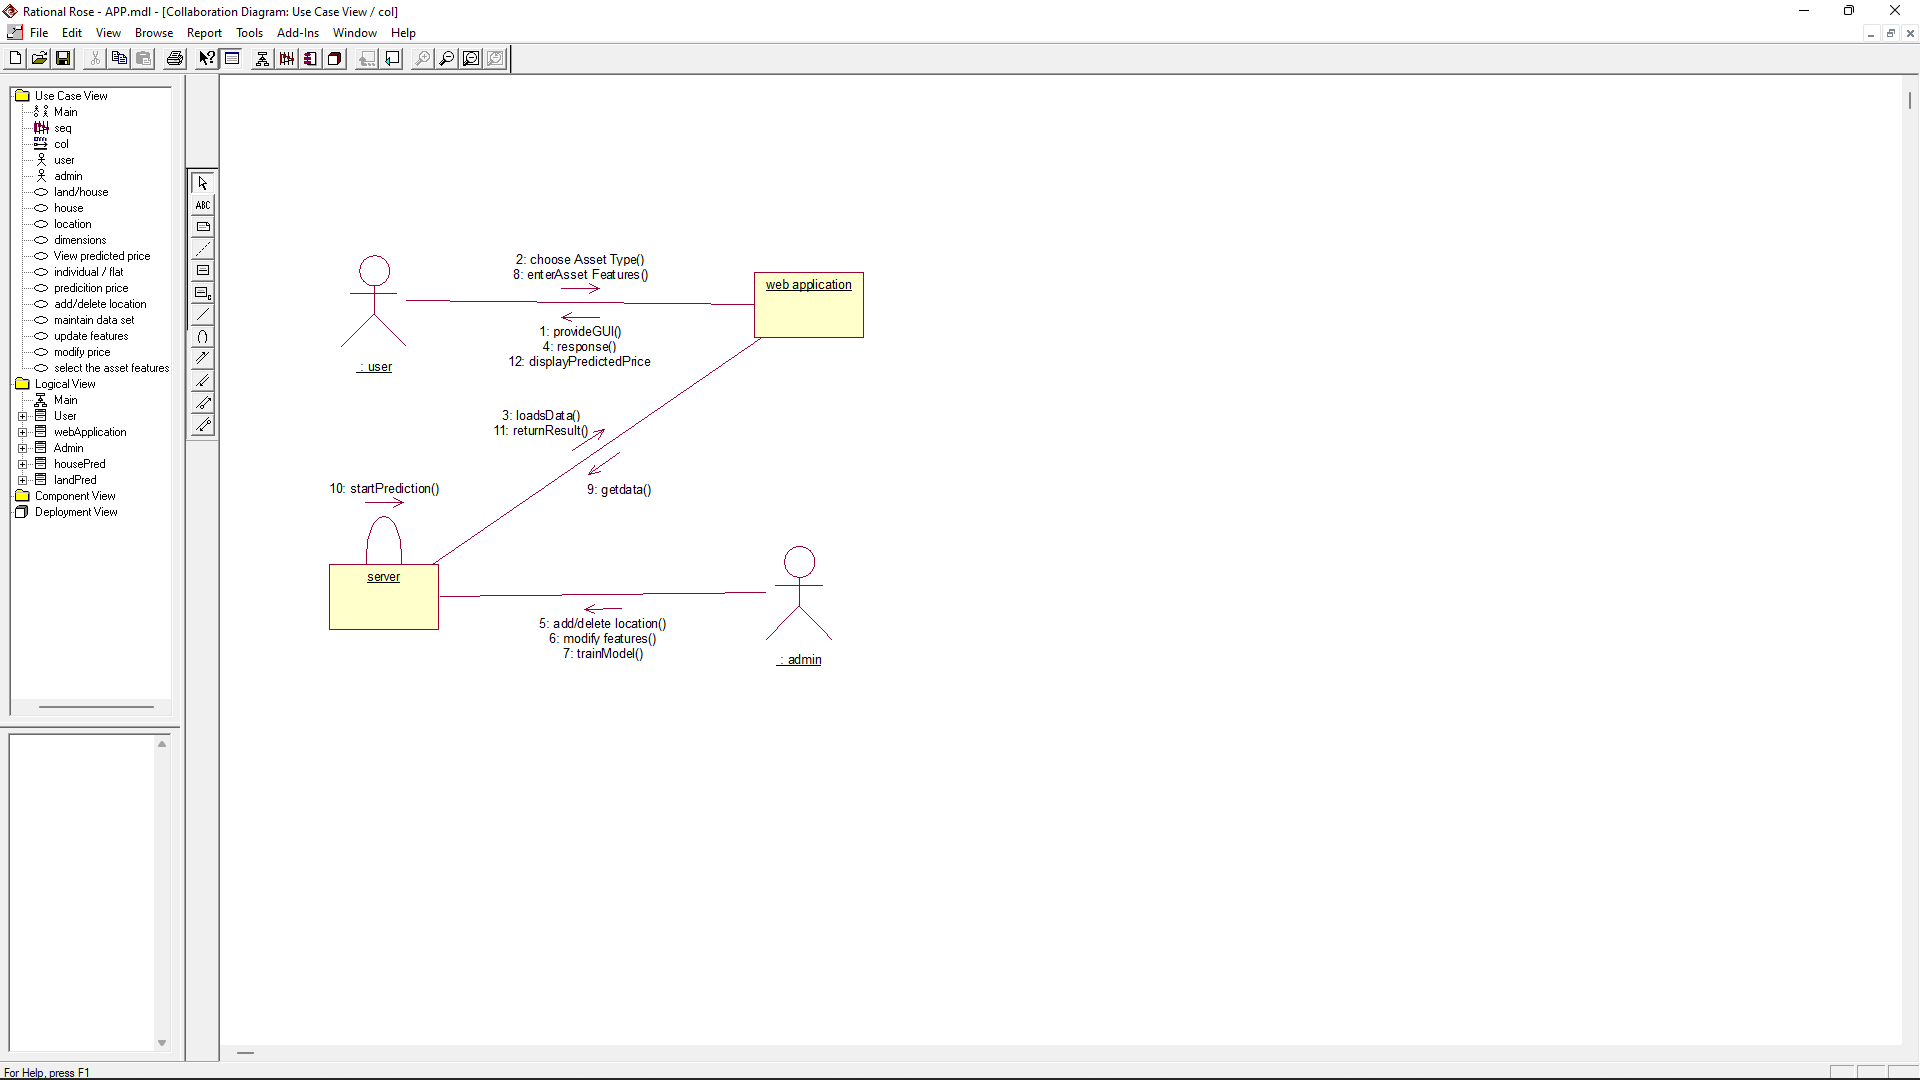 Rational Rose - APP.mdl - [Collaboration Diagram: Use Case View / col]
File Edit View Browse Report Tools Add-Ins Window Help
Use Case View
Main
seq
col
user
admin
land/house
house
location
dimensions
View predicted price
individual / flat
predicition price
add/delete location
maintain data set
update features
modify price
select the asset features
Logical View
Main
User
webApplication
Admin
housePred
landPred
Component View
Deployment View
ABC
2: choose Asset Type()
8: enterAsset Features()
web application
1: provideGUI()
4: response()
12: displayPredictedPrice
: user
3: loadsData()
11: returnResult()
9: getdata()
10: startPrediction()
server
5: add/delete location()
6: modify features()
7: trainModel()
: admin
For Help, press F1